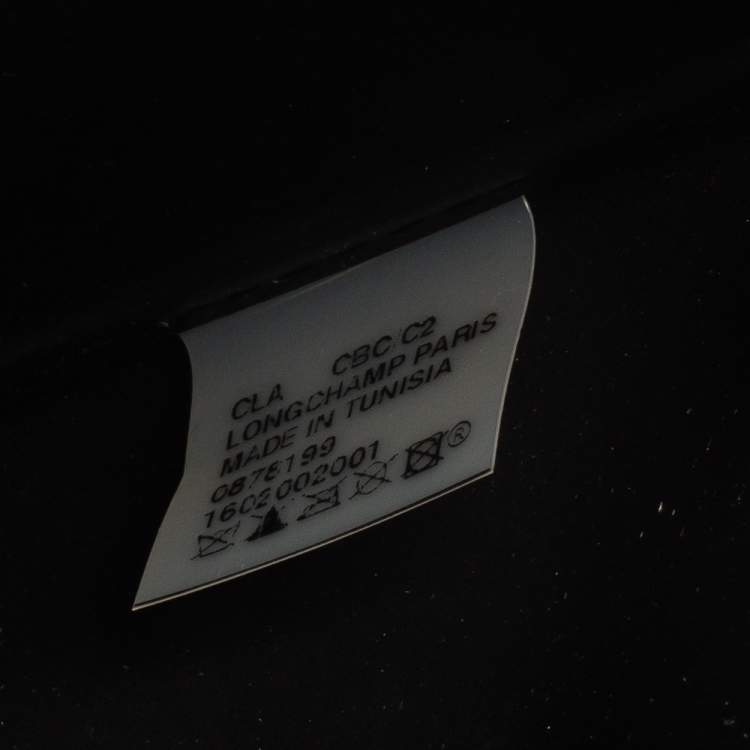 CLA CBC C2
LONGCHAMP PARIS
MADE IN TUNISIA
0878199
1602002001
®